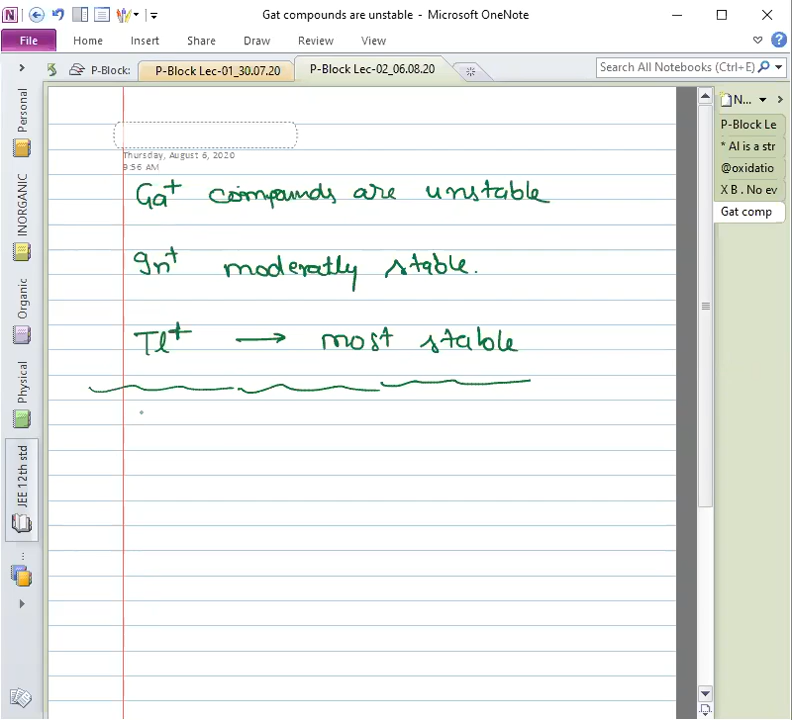 Gat compounds are unstable - Microsoft OneNote
File Home Insert Share Draw Review View
P-Block: P-Block Lec-01_30.07.20 P-Block Lec-02_06.08.20 Search All Notebooks (Ctrl+E)
Personal
INORGANIC
Organic
Physical
JEE 12th std
Thursday, August 6, 2020
9:56 AM
Ga⁺ compounds are unstable
In⁺ moderatly stable.
Tl⁺ → most stable
N...
P-Block Le
* Al is a str
@oxidatio
X B . No ev
Gat comp